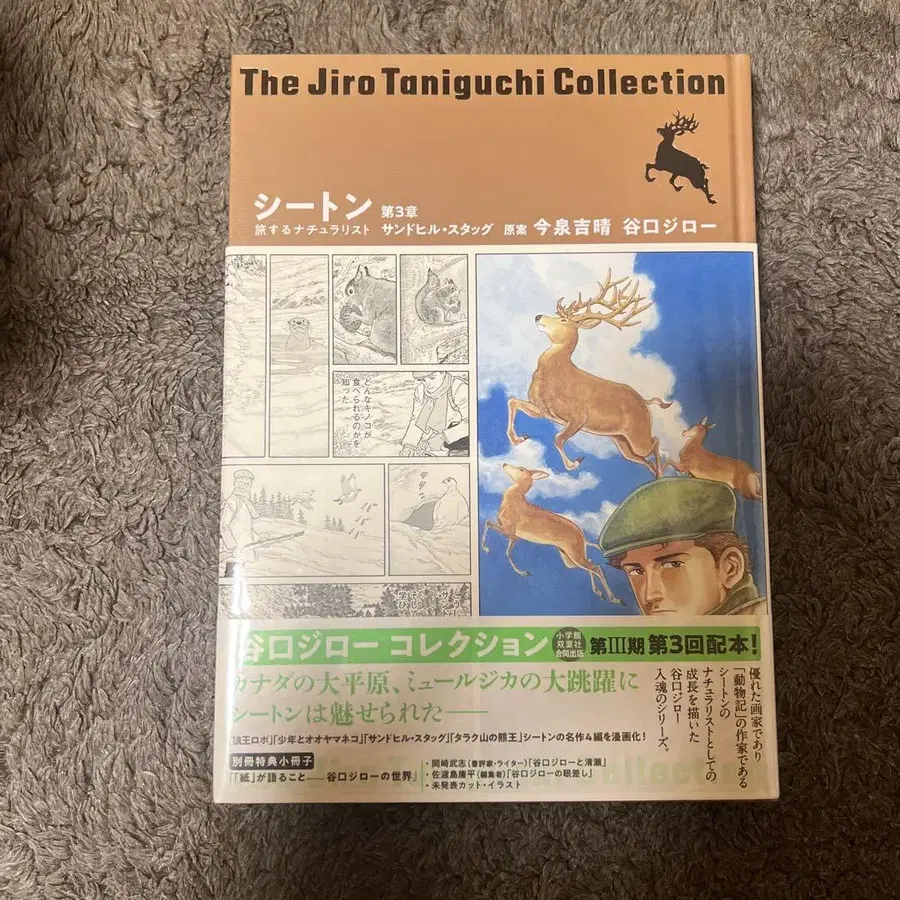 The Jiro Taniguchi Collection
シートン 第3章
旅するナチュラリスト サンドヒル・スタッグ 原案 今泉吉晴 谷口ジロー
どんなキノコが
食べられるのかを
知った
谷口ジロー コレクション
小学館
双葉社
合同出版
第III期 第3回配本!
カナダの大平原、ミュールジカの大跳躍に
シートンは魅せられた――
「狼王ロボ」「少年とオオヤマネコ」「サンドヒル・スタッグ」「タラク山の熊王」シートンの名作4編を漫画化!
別冊特典小冊子
「「紙」が語ること――谷口ジローの世界」
・岡崎武志(書評家・ライター)「谷口ジローと清瀬」
・佐渡島庸平(編集者)「谷口ジローの眼差し」
・未発表カット・イラスト
優れた画家であり
「動物記」の作家である
シートンの
ナチュラリストとしての
成長を描いた
谷口ジロー
入魂のシリーズ。